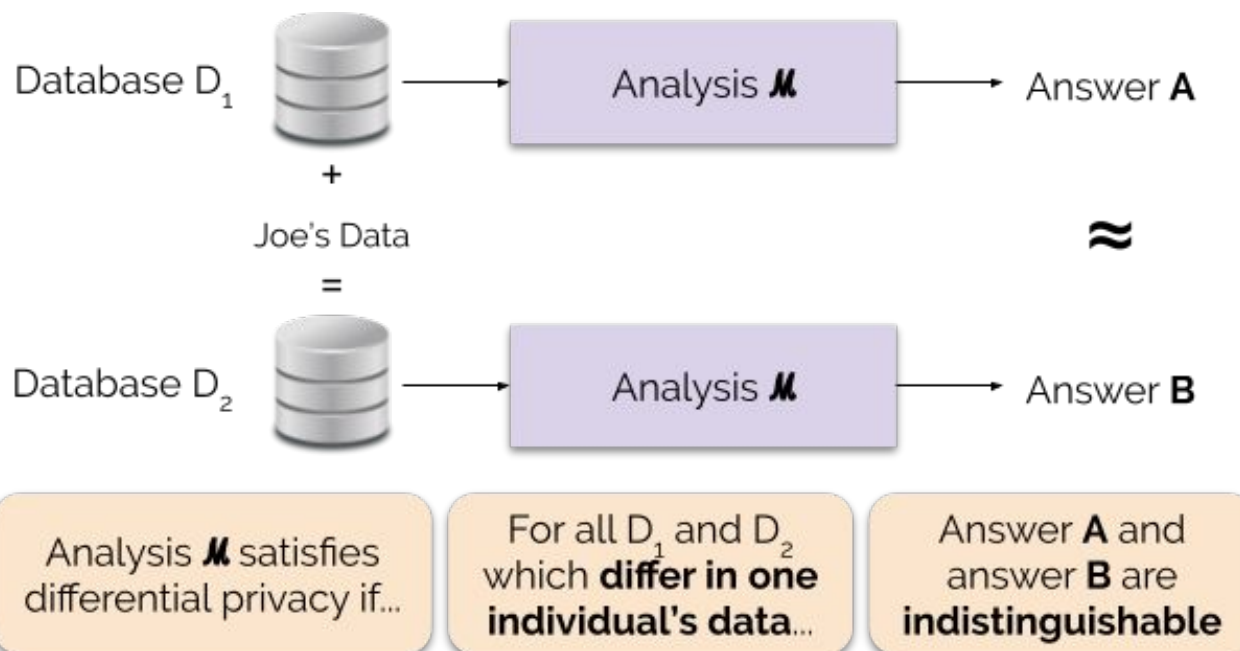 Database D₁
Analysis 𝓜
Answer A
+
Joe's Data
≈
=
Database D₂
Analysis 𝓜
Answer B
Analysis 𝓜 satisfies
differential privacy if...
For all D₁ and D₂
which differ in one
individual's data...
Answer A and
answer B are
indistinguishable